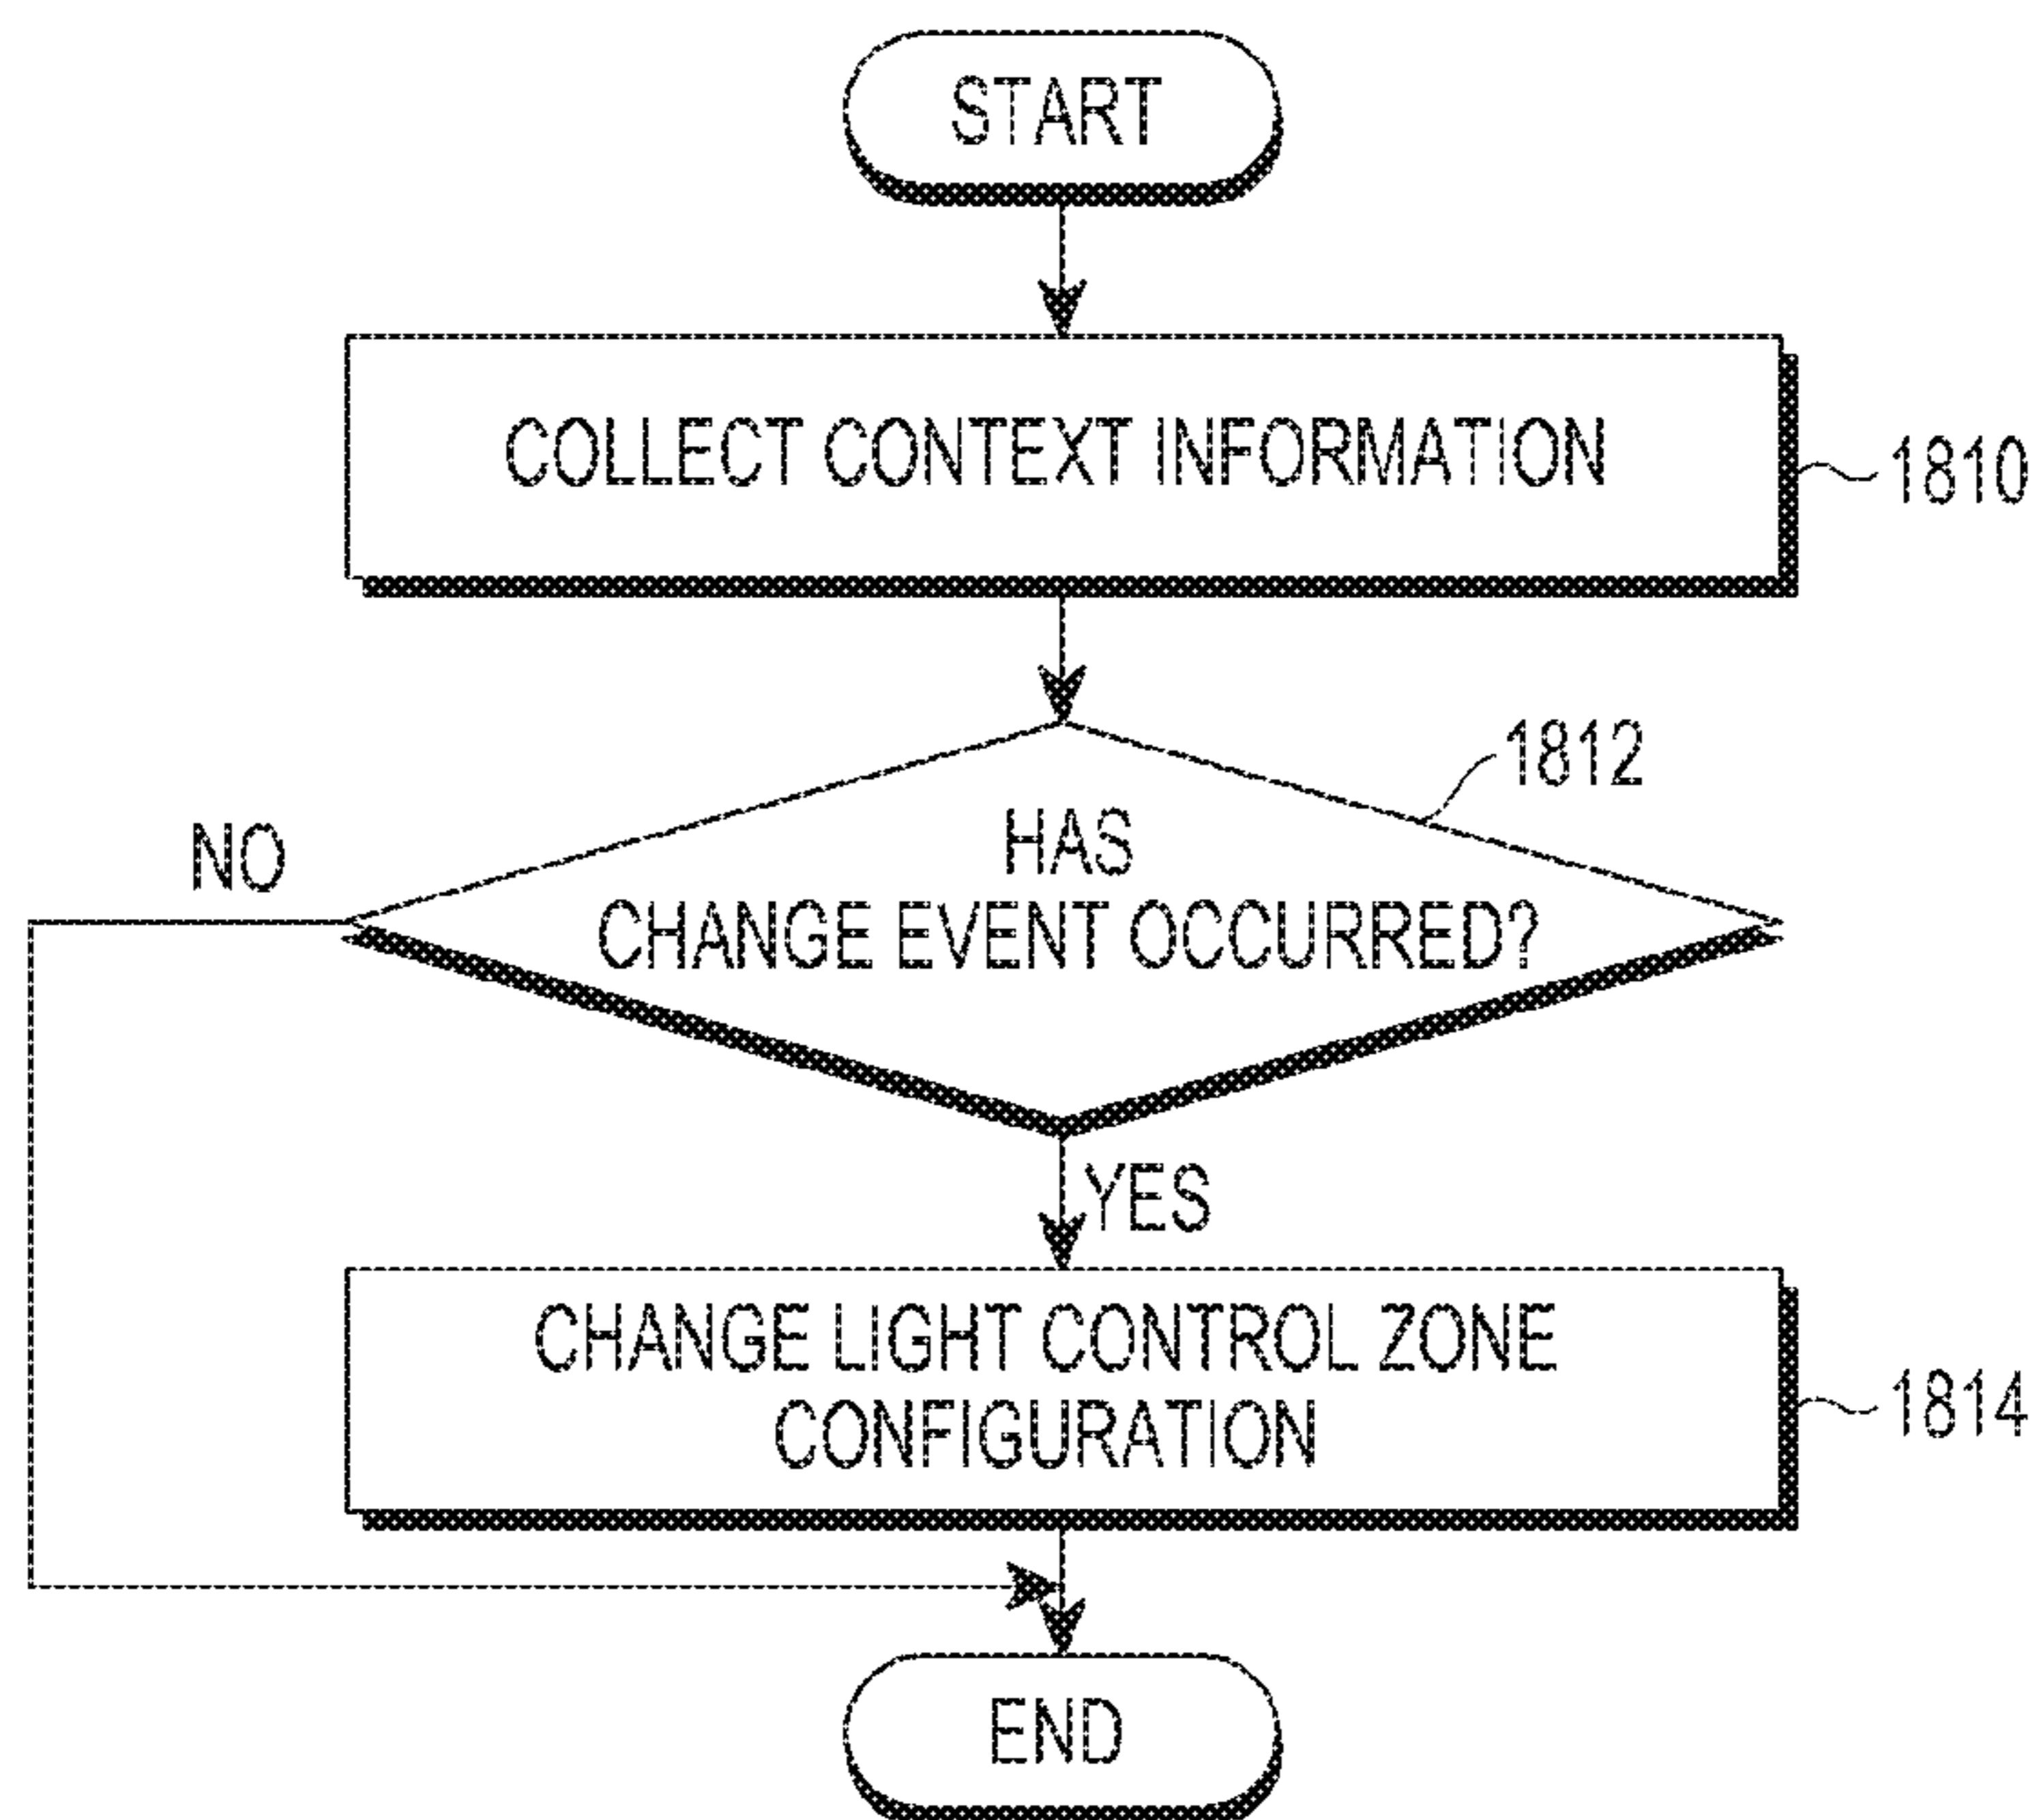 START
COLLECT CONTEXT INFORMATION
1810
1812
HAS
CHANGE EVENT OCCURRED?
NO
YES
CHANGE LIGHT CONTROL ZONE
CONFIGURATION
1814
END